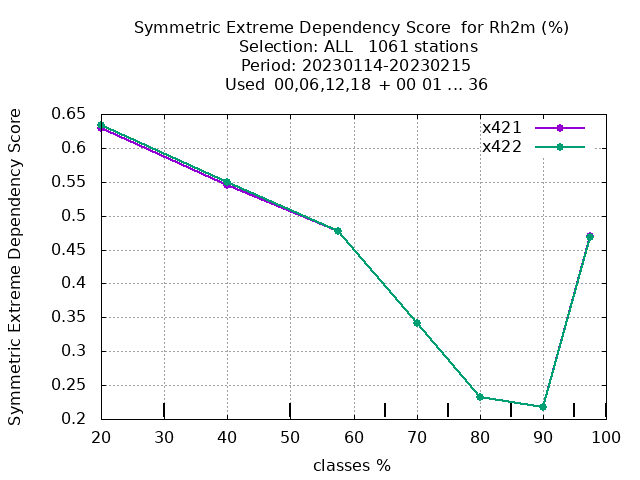 Symmetric Extreme Dependency Score  for Rh2m (%)
Selection: ALL   1061 stations
Period: 20230114-20230215
Used  00,06,12,18  + 00 01 ... 36
Symmetric Extreme Dependency Score
0.65
0.6
0.55
0.5
0.45
0.4
0.35
0.3
0.25
0.2
x421
x422
20 30 40 50 60 70 80 90 100
classes %